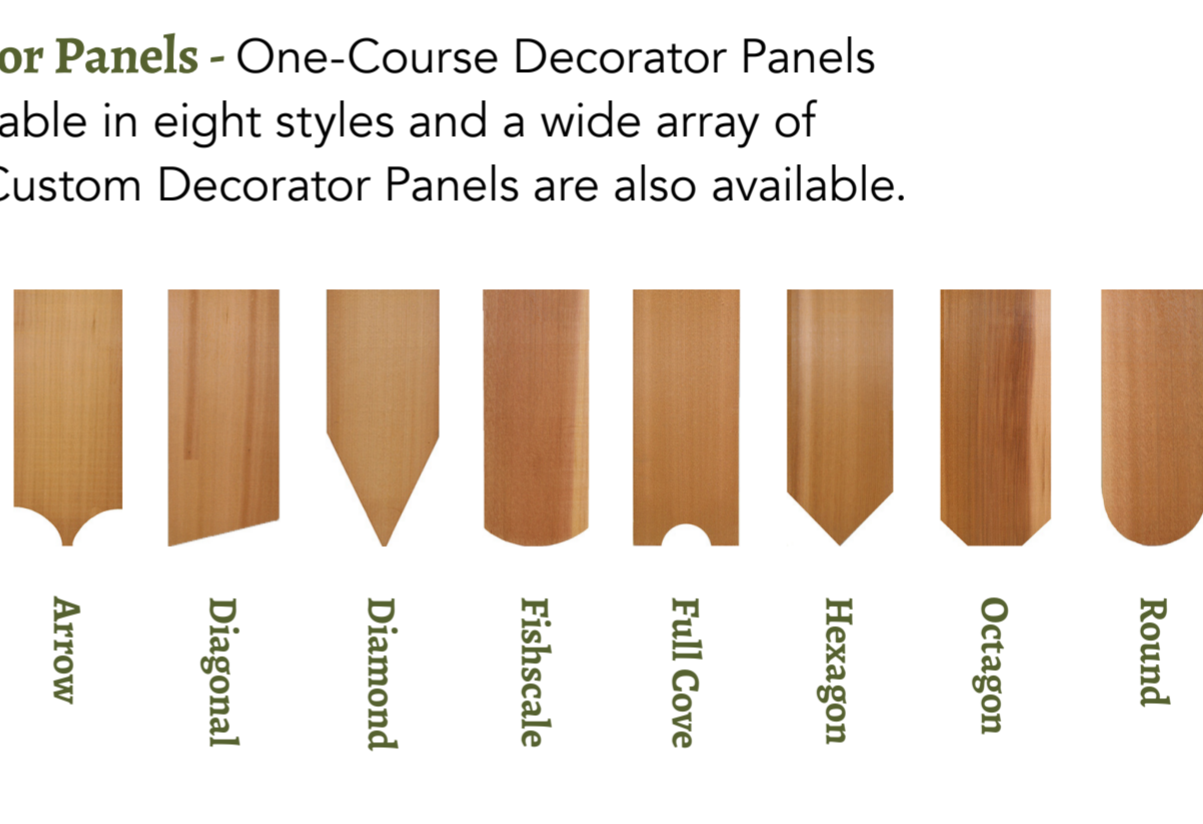 or Panels - One-Course Decorator Panels
able in eight styles and a wide array of
Custom Decorator Panels are also available.
Arrow
Diagonal
Diamond
Fishscale
Full Cove
Hexagon
Octagon
Round